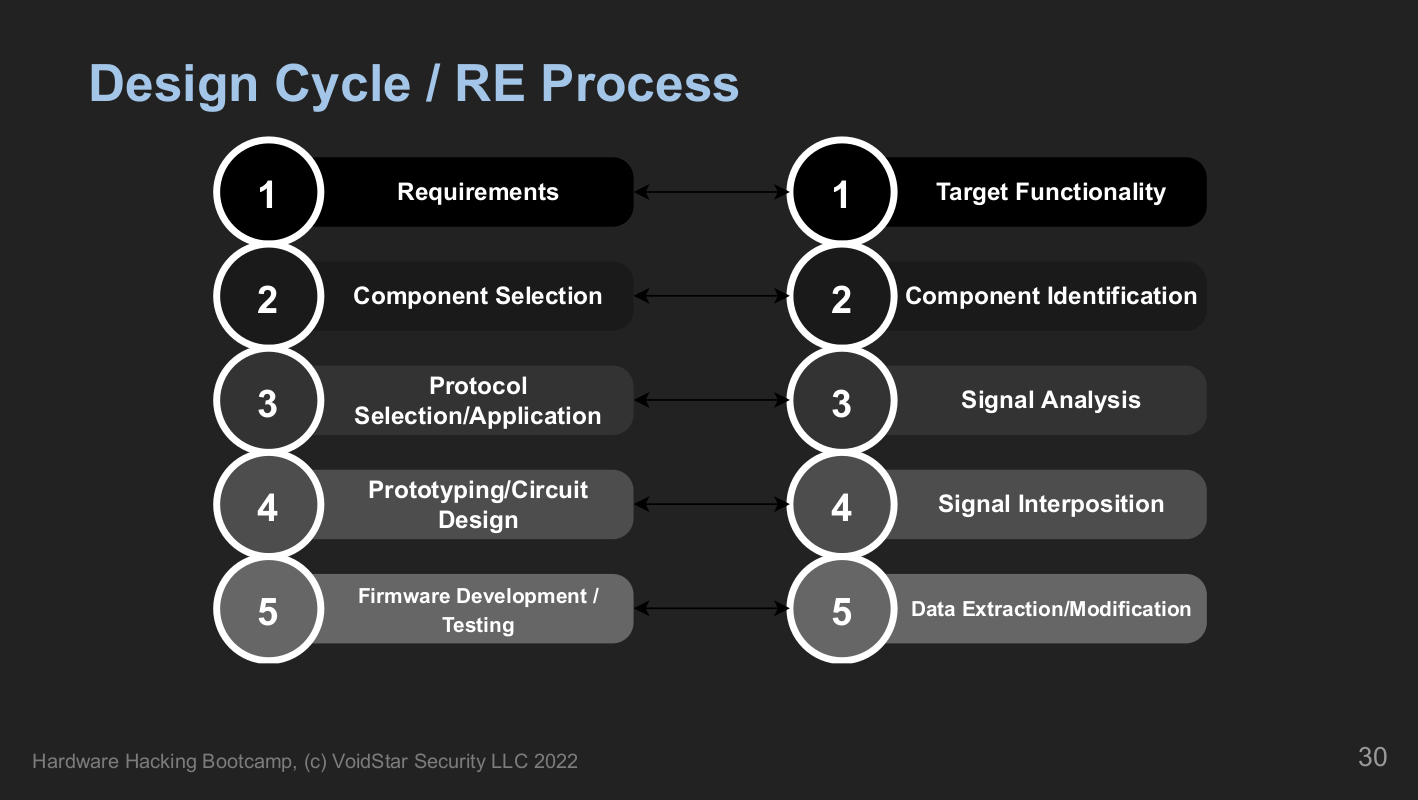 Design Cycle / RE Process
1
Requirements
1
Target Functionality
2
Component Selection
2
Component Identification
3
Protocol
Selection/Application
3
Signal Analysis
4
Prototyping/Circuit
Design
4
Signal Interposition
5
Firmware Development /
Testing
5
Data Extraction/Modification
Hardware Hacking Bootcamp, (c) VoidStar Security LLC 2022
30